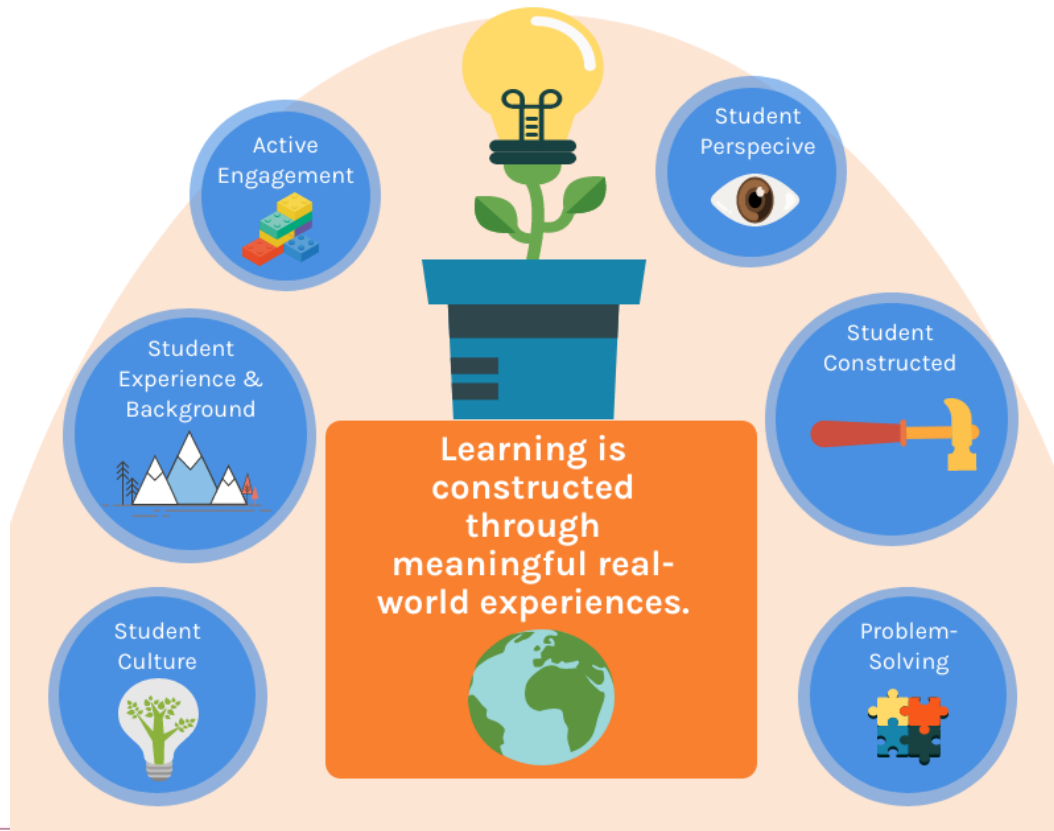 Active
Engagement
Student
Perspecive
Student
Experience &
Background
Student
Constructed
Learning is
constructed
through
meaningful real-
world experiences.
Student
Culture
Problem-
Solving